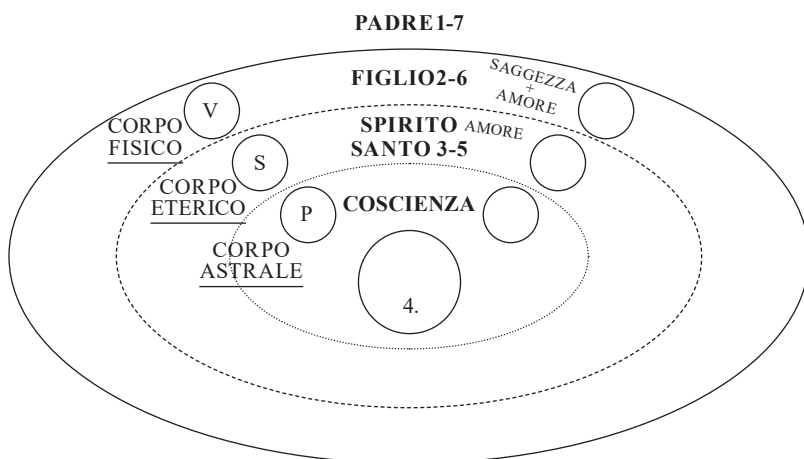 PADRE 1-7
FIGLIO 2-6
SAGGEZZA
+
AMORE
V
CORPO
FISICO
SPIRITO
SANTO 3-5
AMORE
S
CORPO
ETERICO
P
COSCIENZA
CORPO
ASTRALE
4.